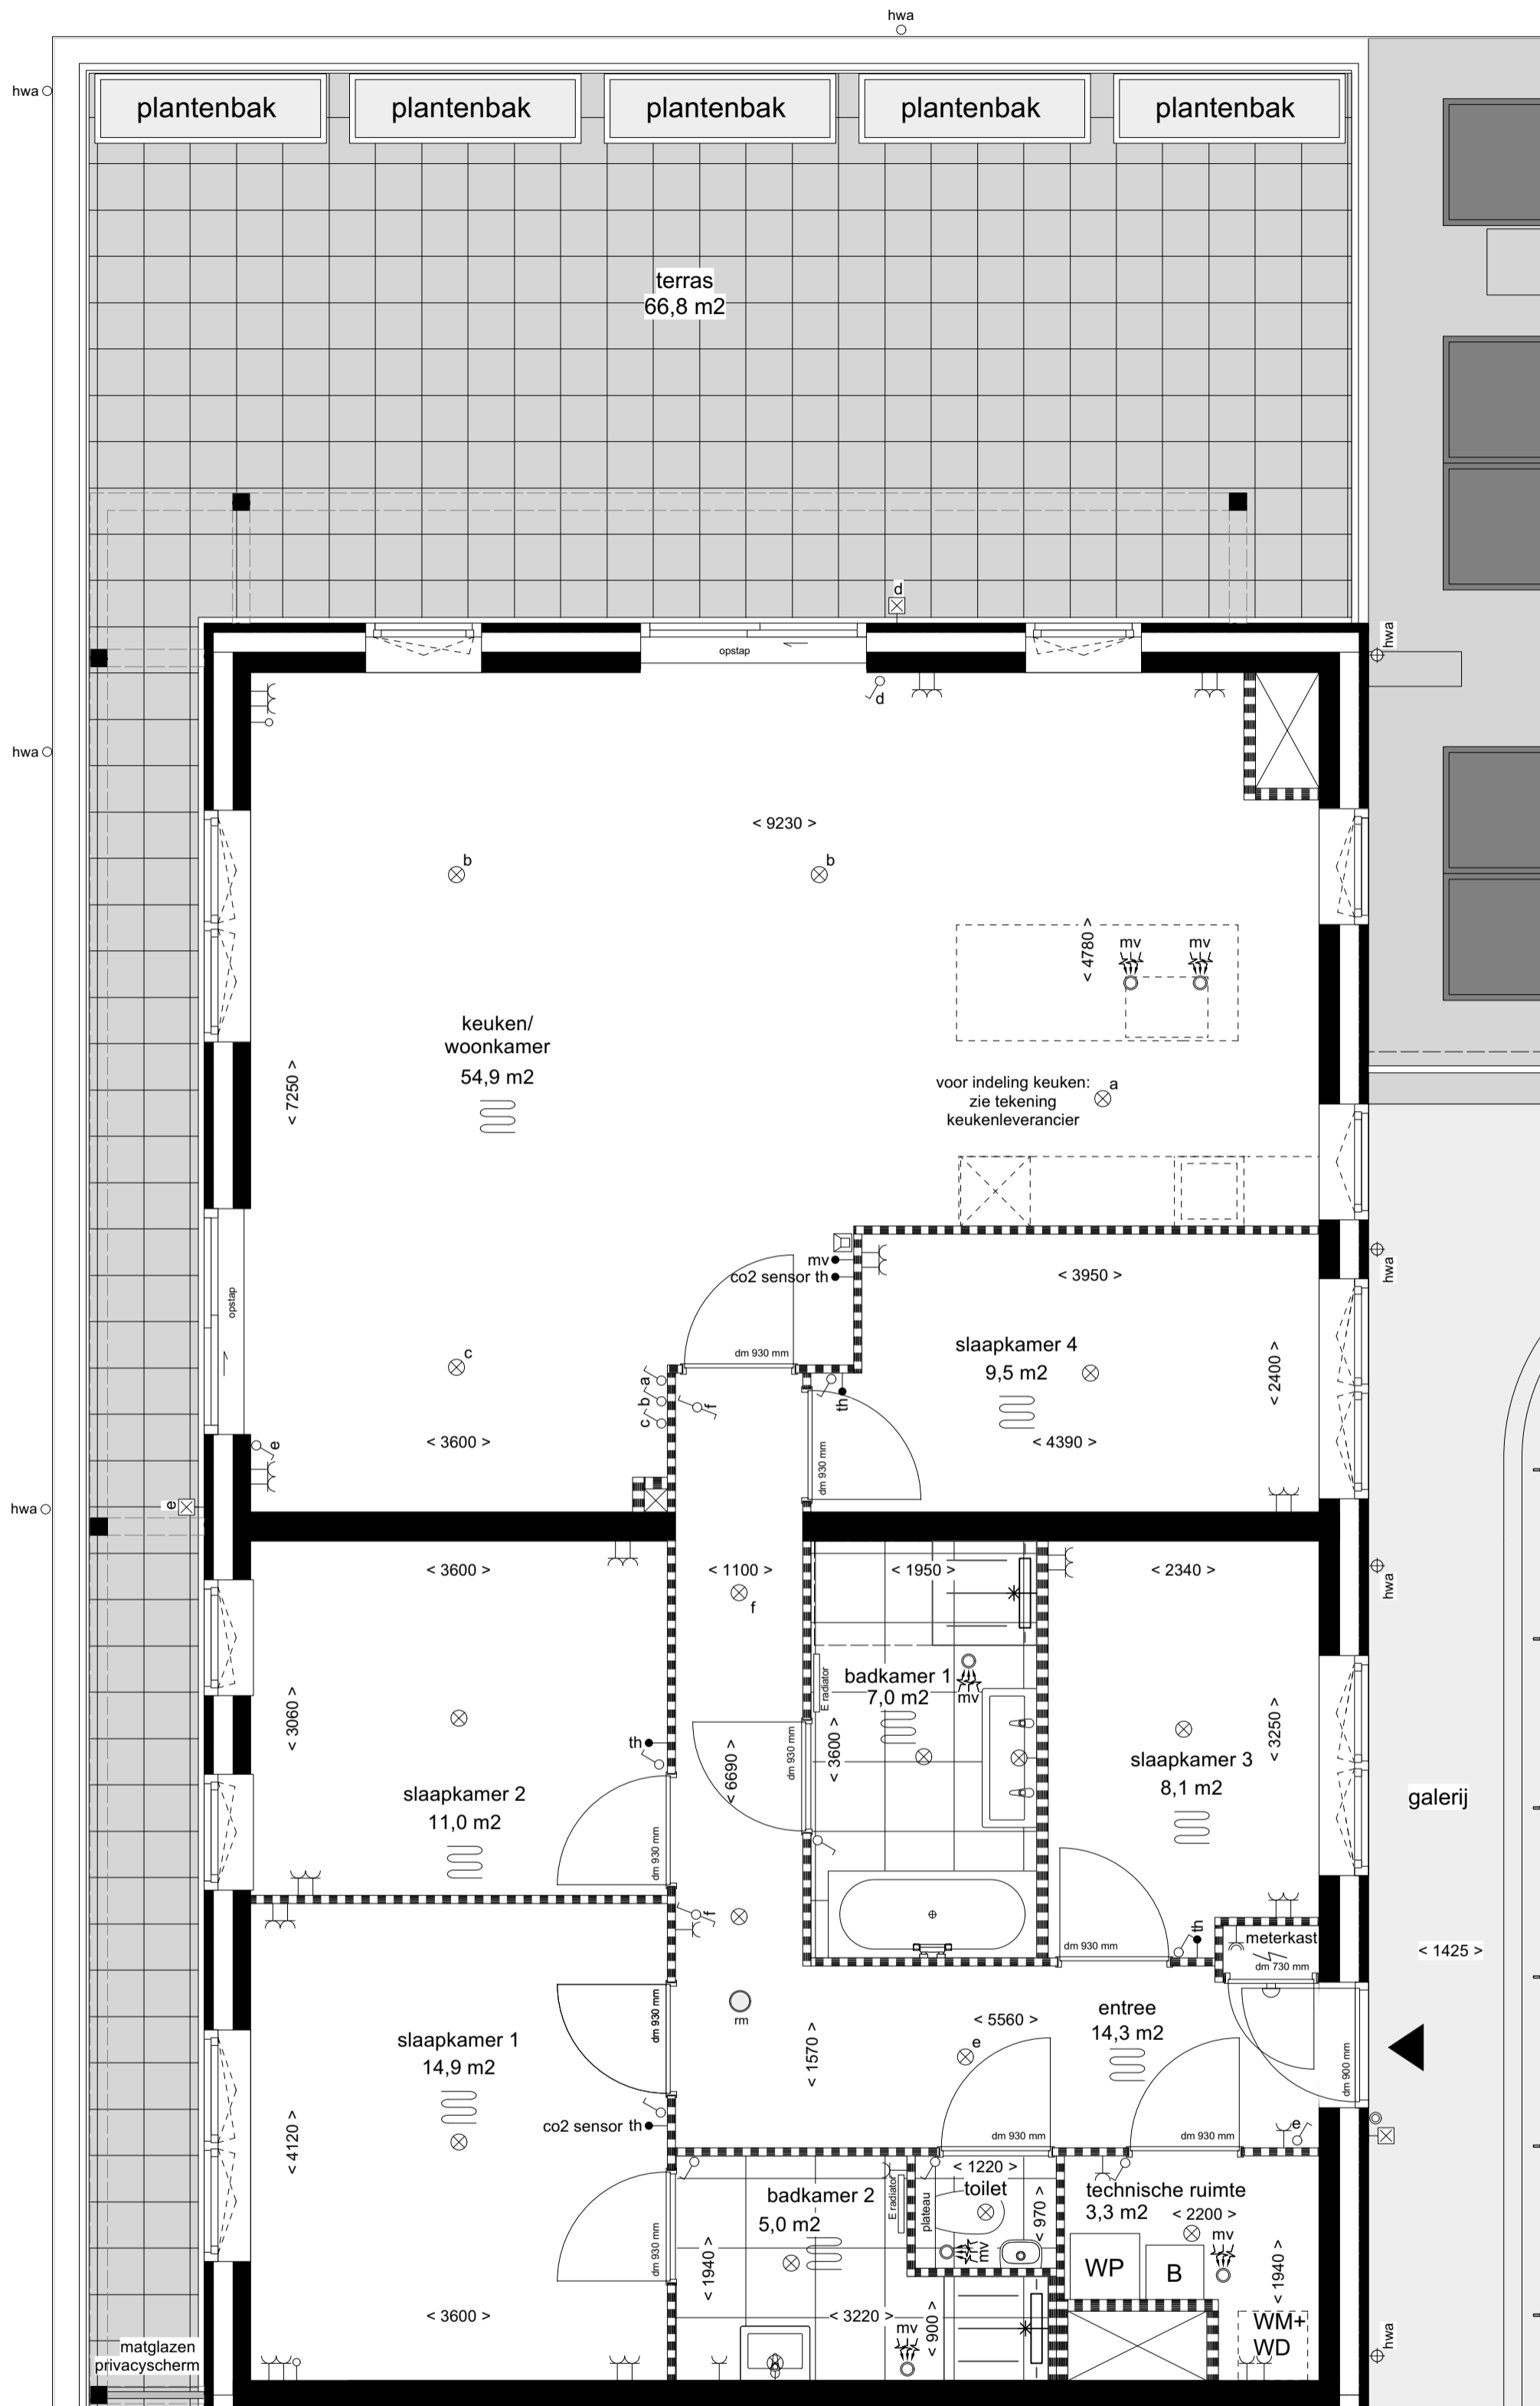 hwa
hwa
plantenbak
plantenbak
plantenbak
plantenbak
plantenbak
terras
66,8 m2
d
opstap
hwa
d
hwa
< 9230 >
b
b
< 4780 >
mv
mv
keuken/
woonkamer
54,9 m2
< 7250 >
voor indeling keuken:
zie tekening
keukenleverancier
a
opstap
mv
co2 sensor th
< 3950 >
hwa
dm 930 mm
slaapkamer 4
9,5 m2
c
a
b
c
f
th
< 2400 >
< 3600 >
e
dm 930 mm
< 4390 >
hwa
e
< 3600 >
< 1100 >
f
< 1950 >
< 2340 >
hwa
badkamer 1
7,0 m2
mv
E radiator
< 3060 >
th
< 6690 >
dm 930 mm
< 3600 >
slaapkamer 3
8,1 m2
< 3250 >
slaapkamer 2
11,0 m2
dm 930 mm
galerij
f
th
meterkast
dm 730 mm
dm 930 mm
< 1425 >
slaapkamer 1
14,9 m2
dm 930 mm
rm
< 1570 >
< 5560 >
e
entree
14,3 m2
dm 900 mm
co2 sensor th
< 4120 >
dm 930 mm
dm 930 mm
e
badkamer 2
5,0 m2
E radiator
plateau
< 1220 >
toilet
< 970 >
mv
technische ruimte
3,3 m2
< 2200 >
mv
dm 930 mm
< 1940 >
WP
B
< 1940 >
< 3600 >
< 3220 >
mv
< 900 >
WM+
WD
hwa
matglazen
privacyscherm